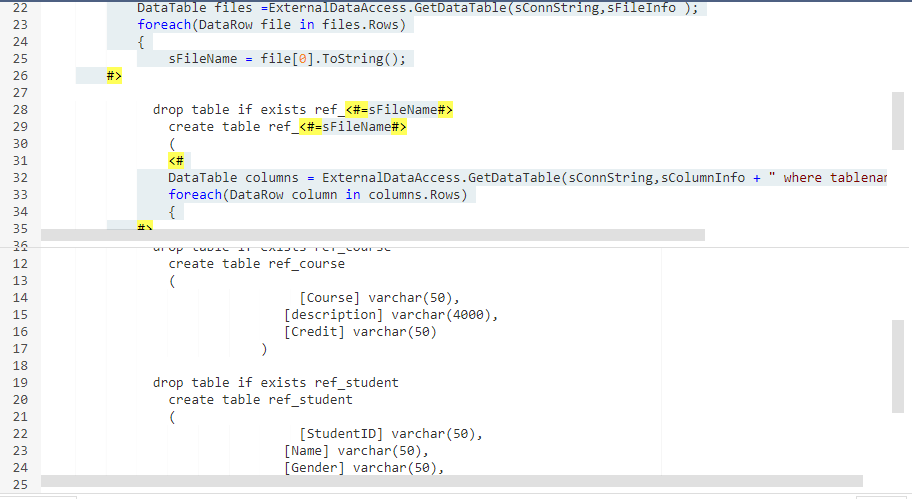 22 DataTable files =ExternalDataAccess.GetDataTable(sConnString,sFileInfo );
23 foreach(DataRow file in files.Rows)
24 {
25 sFileName = file[0].ToString();
26 #>
27
28 drop table if exists ref_<#=sFileName#>
29 create table ref_<#=sFileName#>
30 (
31 <#
32 DataTable columns = ExternalDataAccess.GetDataTable(sConnString,sColumnInfo + " where tablenam
33 foreach(DataRow column in columns.Rows)
34 {
35 #>
36
11 drop table if exists ref_course
12 create table ref_course
13 (
14 [Course] varchar(50),
15 [description] varchar(4000),
16 [Credit] varchar(50)
17 )
18
19 drop table if exists ref_student
20 create table ref_student
21 (
22 [StudentID] varchar(50),
23 [Name] varchar(50),
24 [Gender] varchar(50),
25